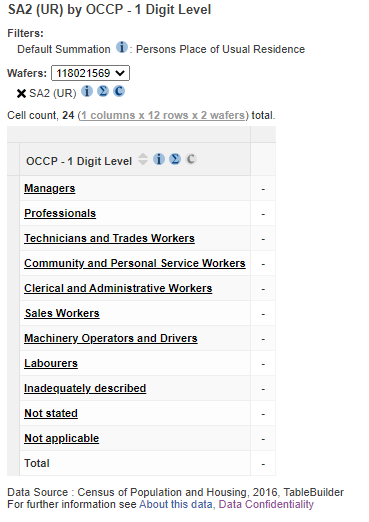 SA2 (UR) by OCCP - 1 Digit Level
Filters:
Default Summation i : Persons Place of Usual Residence
Wafers: 118021569
SA2 (UR) i Σ C
Cell count, 24 (1 columns x 12 rows x 2 wafers) total.
OCCP - 1 Digit Level i Σ C
Managers -
Professionals -
Technicians and Trades Workers -
Community and Personal Service Workers -
Clerical and Administrative Workers -
Sales Workers -
Machinery Operators and Drivers -
Labourers -
Inadequately described -
Not stated -
Not applicable -
Total -
Data Source : Census of Population and Housing, 2016, TableBuilder
For further information see About this data, Data Confidentiality